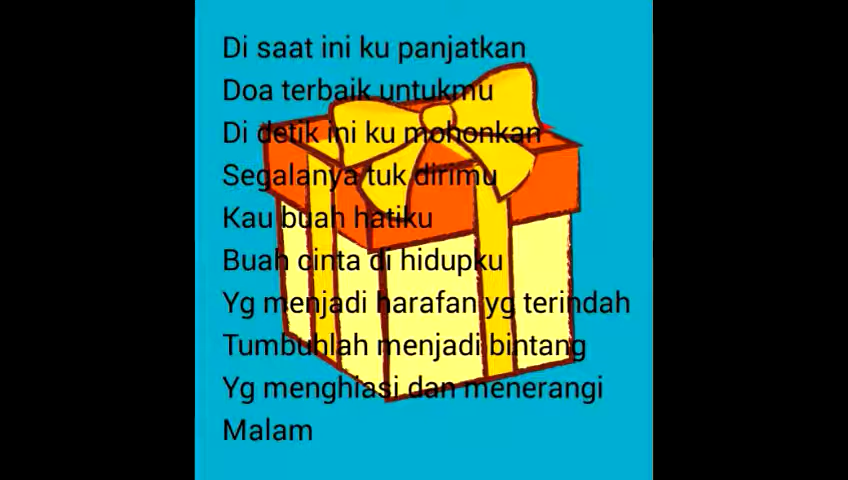 Di saat ini ku panjatkan
Doa terbaik untukmu
Di detik ini ku mohonkan
Segalanya tuk dirimu
Kau buah hatiku
Buah cinta di hidupku
Yg menjadi harafan yg terindah
Tumbuhlah menjadi bintang
Yg menghiasi dan menerangi
Malam